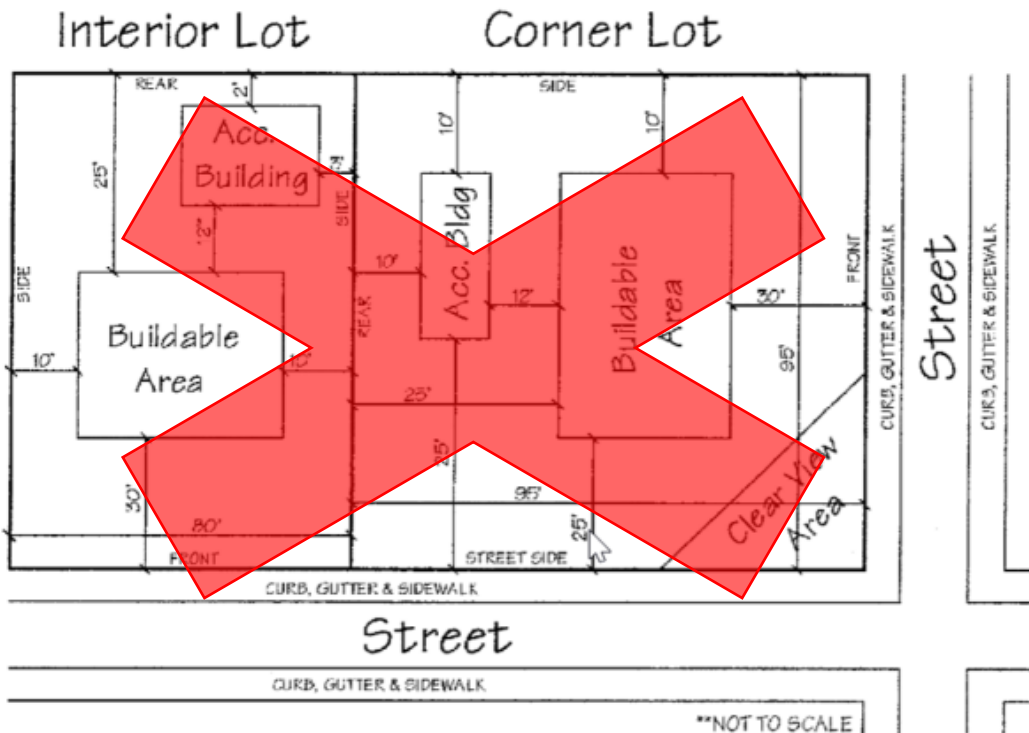 Interior Lot
Corner Lot
REAR
2'
SIDE
10'
10'
Acc.
Building
25'
3'
SIDE
12'
Acc. Bldg
Buildable
Area
FRONT
CURB, GUTTER & SIDEWALK
Street
CURB, GUTTER & SIDEWALK
SIDE
10'
12'
30'
REAR
Buildable
Area
10'
10'
95'
25'
25'
Clear View
Area
30'
95'
80'
25'
FRONT
STREET SIDE
CURB, GUTTER & SIDEWALK
Street
CURB, GUTTER & SIDEWALK
**NOT TO SCALE